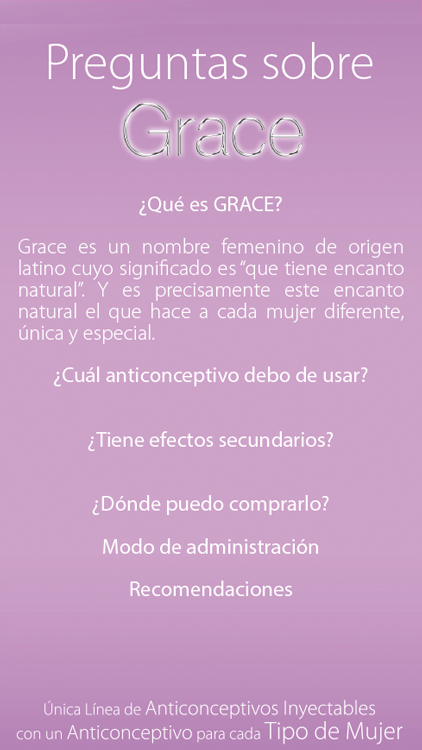 Preguntas sobre
Grace
¿Qué es GRACE?
Grace es un nombre femenino de origen
latino cuyo significado es “que tiene encanto
natural”. Y es precisamente este encanto
natural el que hace a cada mujer diferente,
única y especial.
¿Cuál anticonceptivo debo de usar?
¿Tiene efectos secundarios?
¿Dónde puedo comprarlo?
Modo de administración
Recomendaciones
Única Línea de Anticonceptivos Inyectables
con un Anticonceptivo para cada Tipo de Mujer